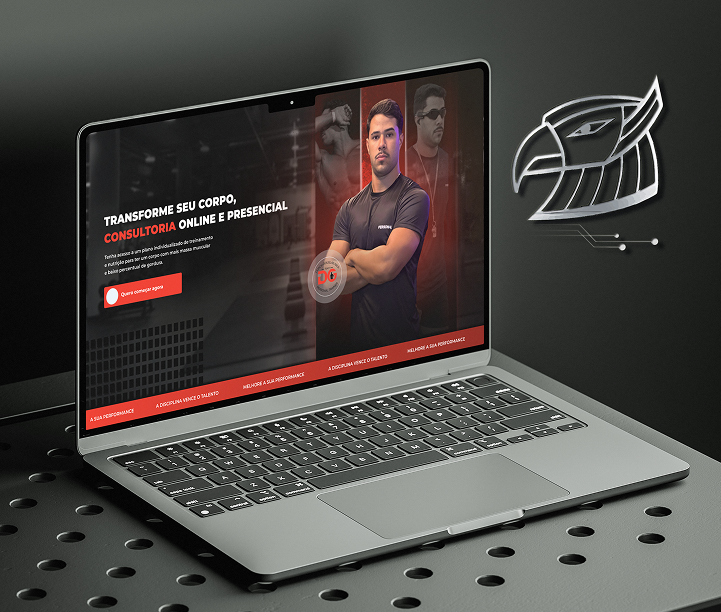 TRANSFORME SEU CORPO,
CONSULTORIA ONLINE E PRESENCIAL
Tenha acesso a um plano individualizado de treinamento
e nutrição para ter um corpo com mais massa muscular
e baixo percentual de gordura.
Quero começar agora
A SUA PERFORMANCE
A DISCIPLINA VENCE O TALENTO
MELHORE A SUA PERFORMANCE
A DISCIPLINA VENCE O TALENTO
MELHORE A SUA PERFORMANCE